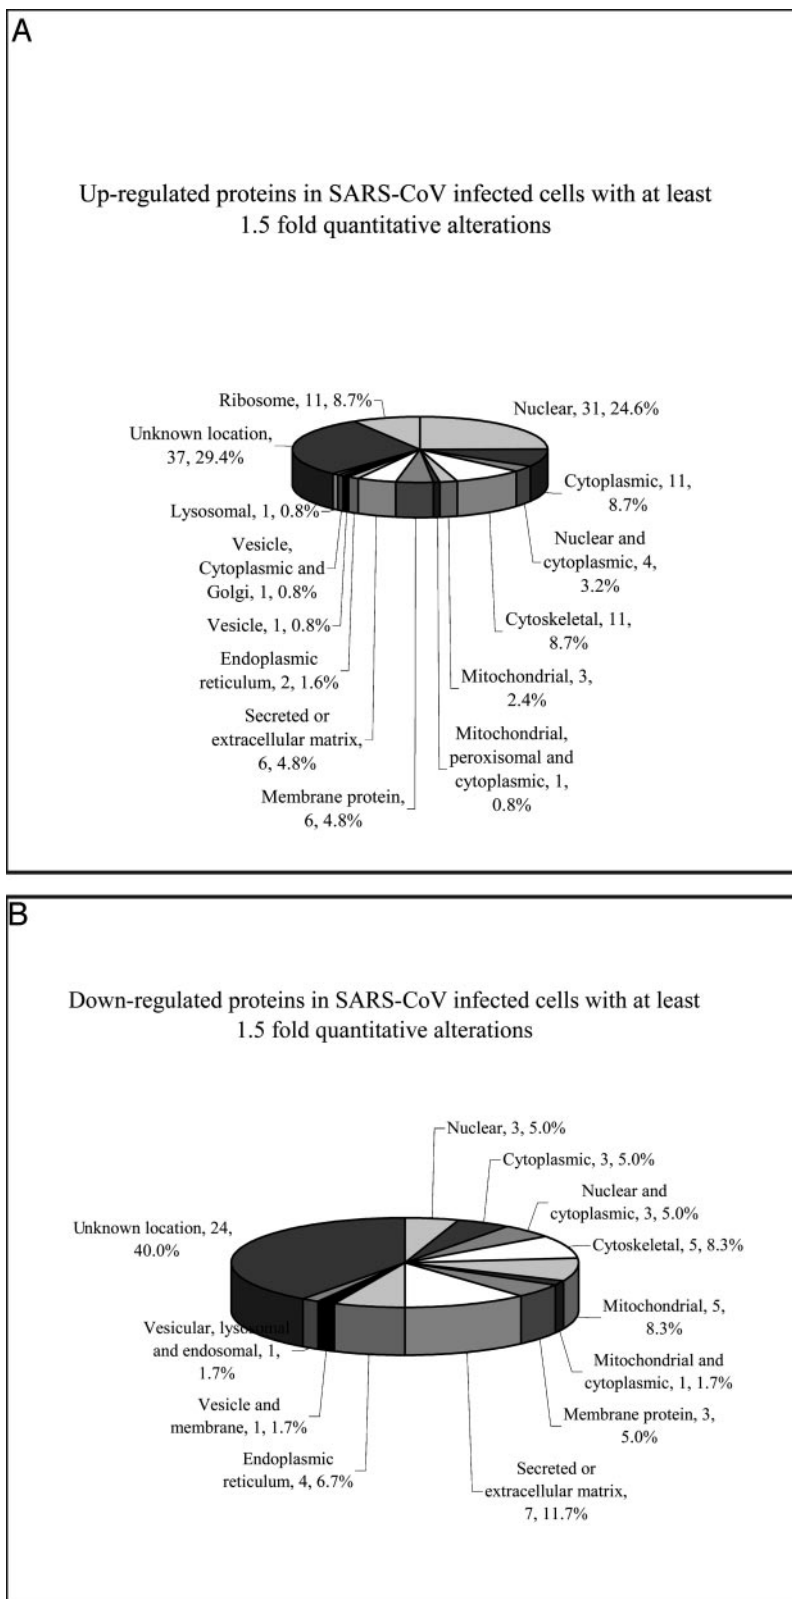 A
Up-regulated proteins in SARS-CoV infected cells with at least
1.5 fold quantitative alterations
Ribosome, 11, 8.7%
Nuclear, 31, 24.6%
Unknown location,
37, 29.4%
Cytoplasmic, 11,
8.7%
Lysosomal, 1, 0.8%
Nuclear and
cytoplasmic, 4,
3.2%
Vesicle,
Cytoplasmic and
Golgi, 1, 0.8%
Cytoskeletal, 11,
8.7%
Vesicle, 1, 0.8%
Endoplasmic
reticulum, 2, 1.6%
Mitochondrial, 3,
2.4%
Secreted or
extracellular matrix,
6, 4.8%
Mitochondrial,
peroxisomal and
cytoplasmic, 1,
0.8%
Membrane protein,
6, 4.8%
B
Down-regulated proteins in SARS-CoV infected cells with at least
1.5 fold quantitative alterations
Nuclear, 3, 5.0%
Cytoplasmic, 3, 5.0%
Nuclear and
cytoplasmic, 3, 5.0%
Unknown location, 24,
40.0%
Cytoskeletal, 5, 8.3%
Mitochondrial, 5,
8.3%
Vesicular, lysosomal
and endosomal, 1,
1.7%
Mitochondrial and
cytoplasmic, 1, 1.7%
Vesicle and
membrane, 1, 1.7%
Membrane protein, 3,
5.0%
Endoplasmic
reticulum, 4, 6.7%
Secreted or
extracellular matrix,
7, 11.7%